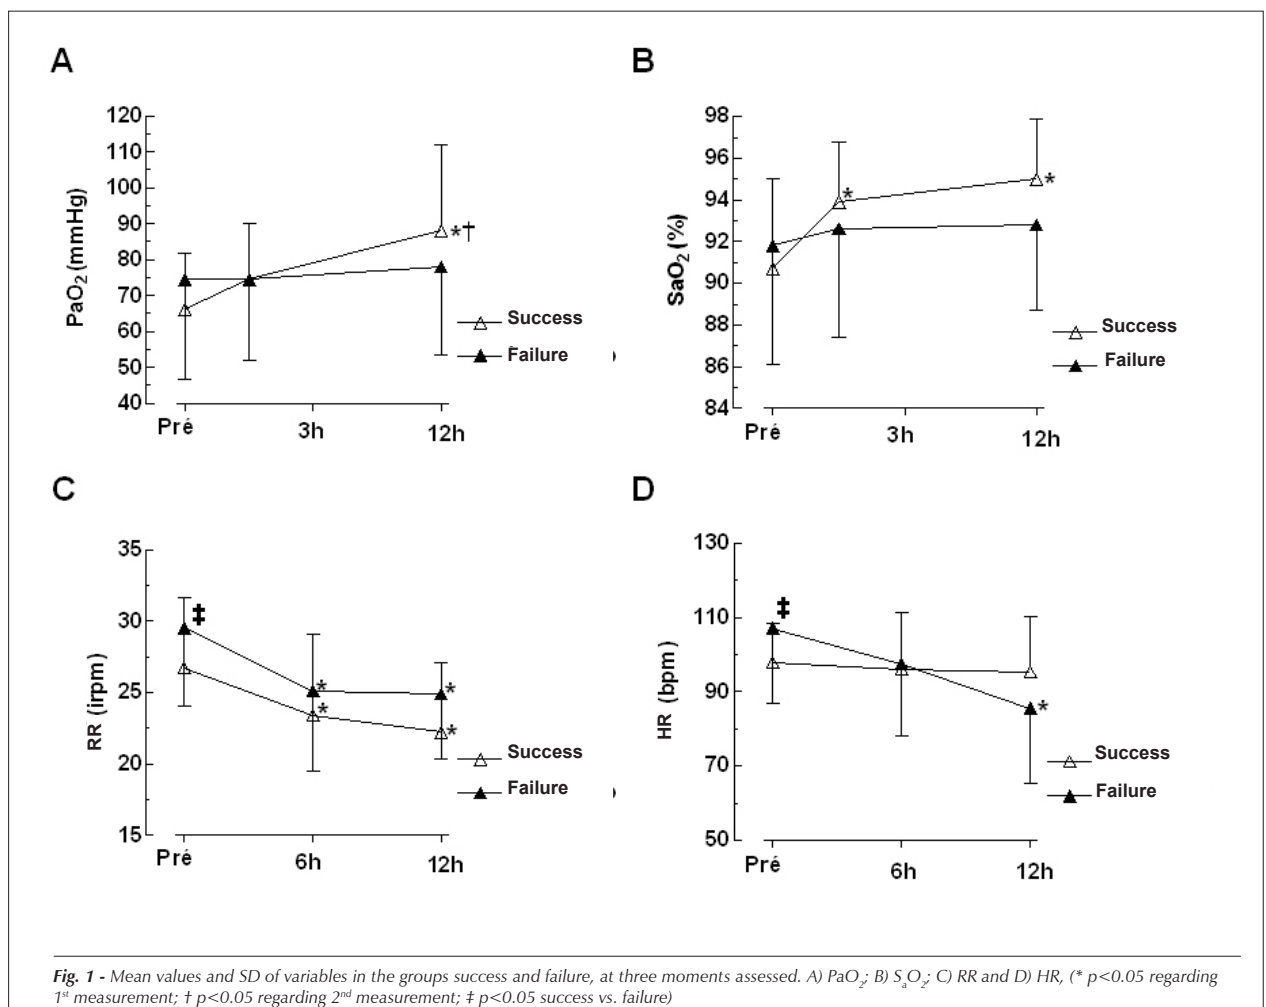 A
PaO2 (mmHg)
120
110
100
90
80
70
60
50
40
*†
Success
Failure
Pré
3h
12h
B
SaO2 (%)
98
96
94
92
90
88
86
84
*
*
Success
Failure
Pré
3h
12h
C
RR (irpm)
35
30
25
20
15
‡
*
*
*
*
Success
Failure
Pré
6h
12h
D
HR (bpm)
130
110
90
70
50
‡
*
Success
Failure
Pré
6h
12h
Fig. 1 - Mean values and SD of variables in the groups success and failure, at three moments assessed. A) PaO2; B) SaO2; C) RR and D) HR, (* p<0.05 regarding
1st measurement; † p<0.05 regarding 2nd measurement; ‡ p<0.05 success vs. failure)